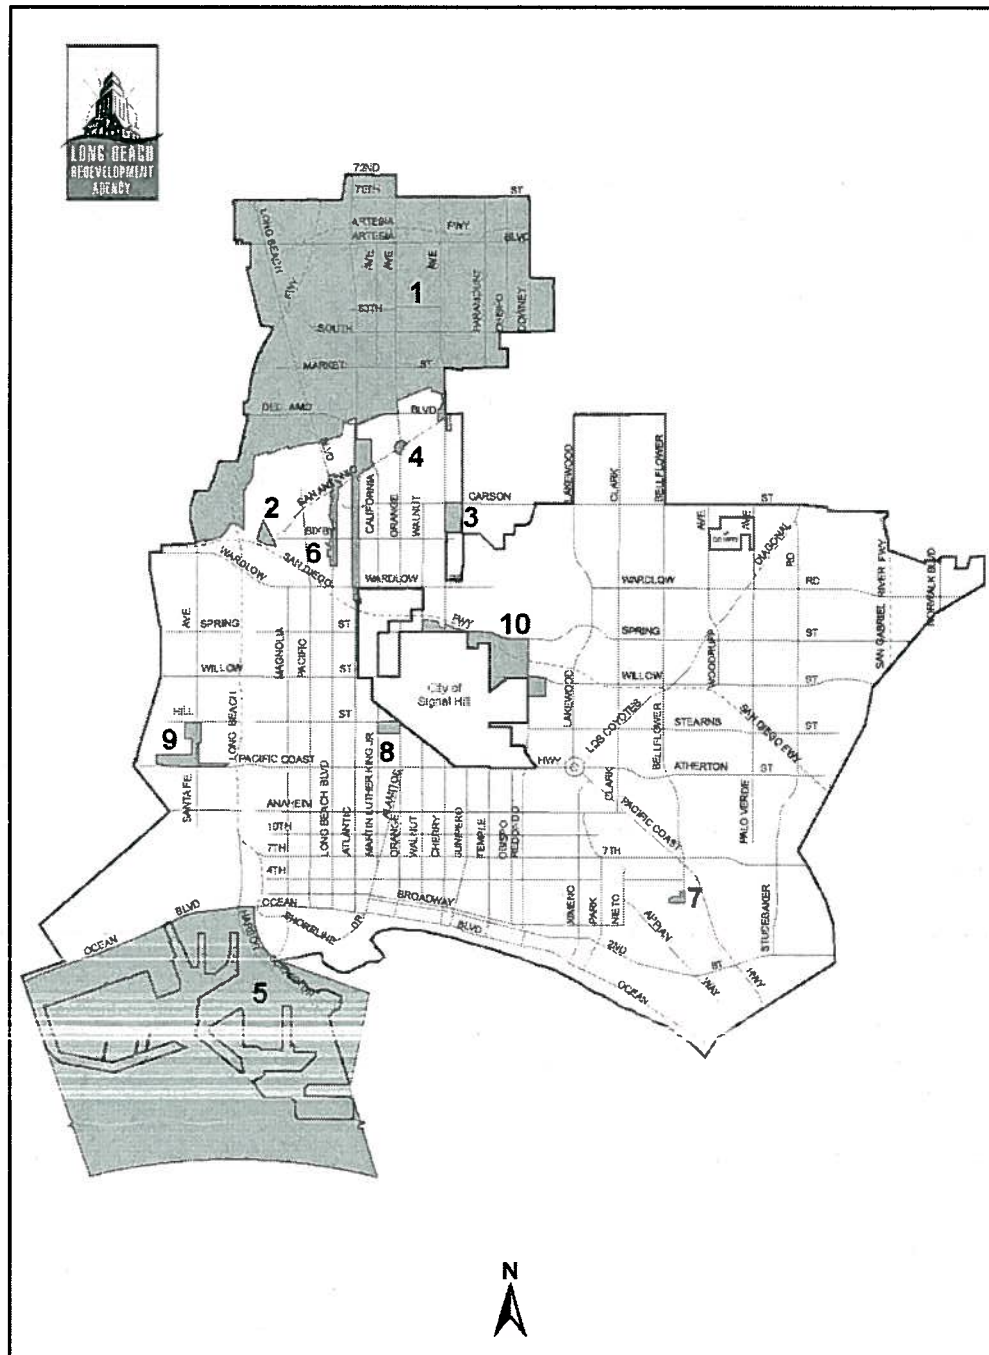 LONG BEACH
REDEVELOPMENT
AGENCY
72ND
70TH
ST
LONG BEACH
FWY
ARTESIA
FWY
ARTESIA
BLVD
AVE
AVE
AVE
1
PARAMOUNT
OBISPO
DOWNEY
SOUTH
MARKET
ST
DEL AMO
BLVD
BLVD
4
LAKEWOOD
CLARK
BELLFLOWER
SAN ANTONIO
CALIFORNIA
ORANGE
WALNUT
CARSON
ST
2
3
6
AVE
AVE
DIAGONAL
RD
WARDLOW
SAN DIEGO
WARDLOW
WARDLOW
RD
SAN GABRIEL RIVER FWY
NORWALK BLVD
AVE
SPRING
ST
FWY
10
SPRING
ST
MAGNOLIA
PACIFIC
WOODRUFF
WILLOW
ST
City of
Signal Hill
WILLOW
ST
LAKEWOOD
LOS COYOTES
BELLFLOWER
HILL
ST
STEARNS
ST
SAN DIEGO FWY
9
LONG BEACH
PACIFIC COAST
8
HWY
ATHERTON
ST
SANTA FE
ANAHEIM
10TH
7TH
4TH
LONG BEACH BLVD
ATLANTIC
MARTIN LUTHER KING JR
ALAMITOS
ORANGE
WALNUT
CHERRY
JUNIPERO
TEMPLE
OBISPO
REDONDO
CLARK
PACIFIC COAST
7TH
PALO VERDE
OCEAN
BLVD
OCEAN
SHORELINE
DR
BROADWAY
BLVD
XIMENO
PARK
NIETO
7
WAY
2ND
ST
HWY
STUDEBAKER
OCEAN
5
N